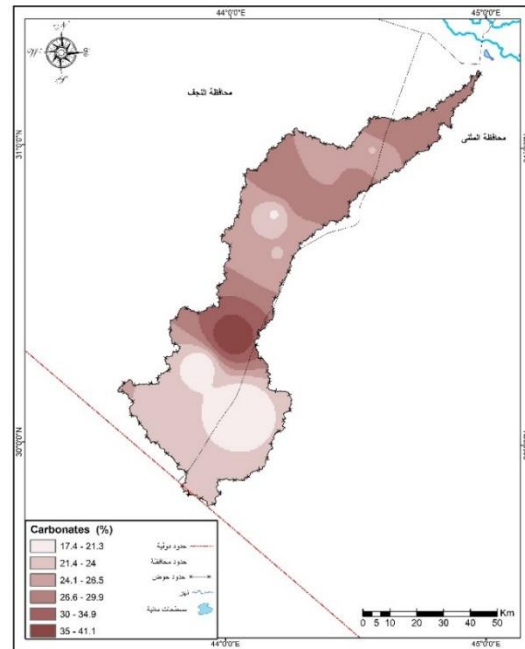 44°0'0"E
45°0'0"E
محافظة النجف
31°0'0"N
محافظة المثنى
30°0'0"N
Carbonates (%)
17.4 - 21.3
21.4 - 24
24.1 - 26.5
26.6 - 29.9
30 - 34.9
35 - 41.1
حدود دولية
حدود محافظة
حدود حوض
نهر
مسطحات مائية
Km
0 5 10 20 30 40 50
44°0'0"E
45°0'0"E